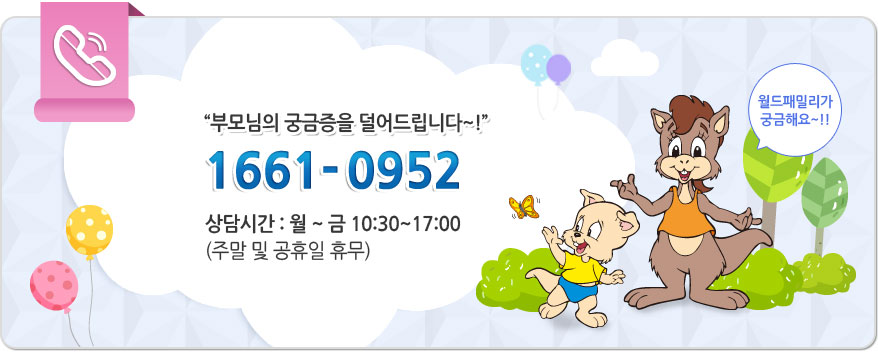 “부모님의 궁금증을 덜어드립니다~!”
1661-0952
상담시간 : 월 ~ 금 10:30~17:00
(주말 및 공휴일 휴무)
월드패밀리가
궁금해요~!!